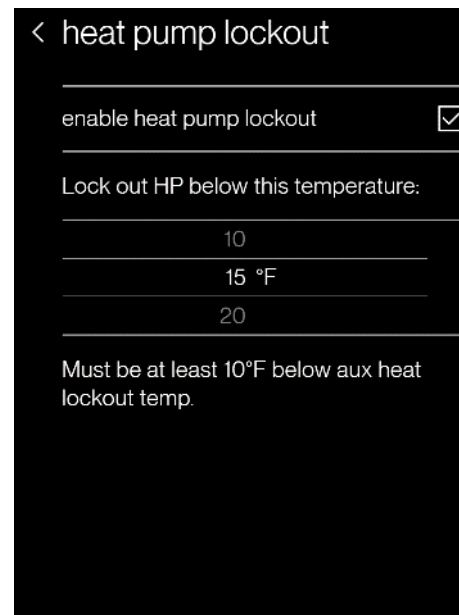 < heat pump lockout
enable heat pump lockout
Lock out HP below this temperature:
10
15 °F
20
Must be at least 10°F below aux heat
lockout temp.